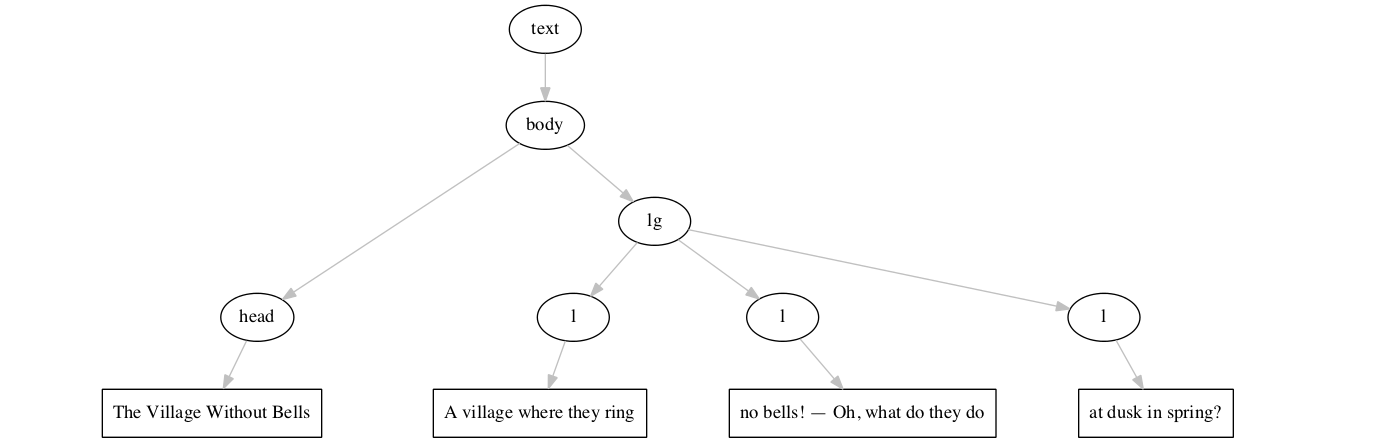 text
body
lg
head
l
l
l
The Village Without Bells
A village where they ring
no bells! — Oh, what do they do
at dusk in spring?